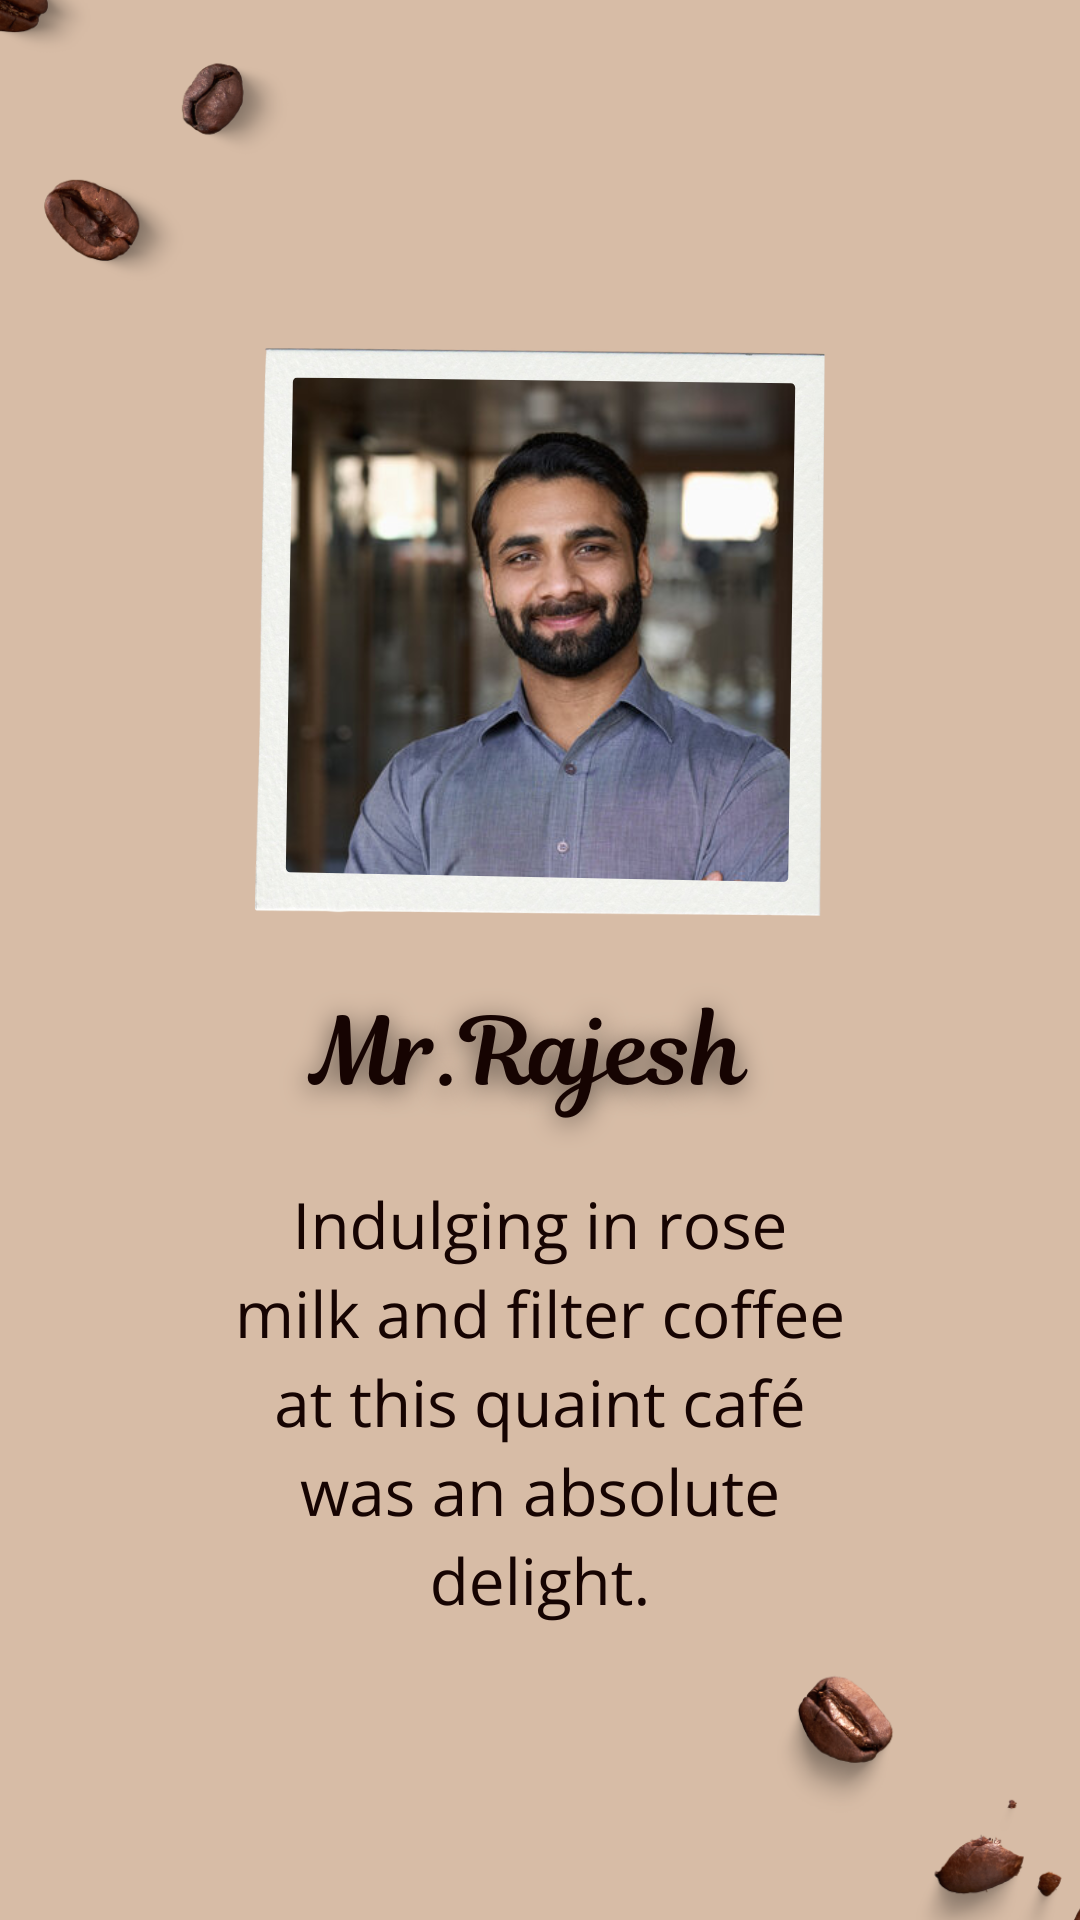 Mr.Rajesh
Indulging in rose
milk and filter coffee
at this quaint café
was an absolute
delight.